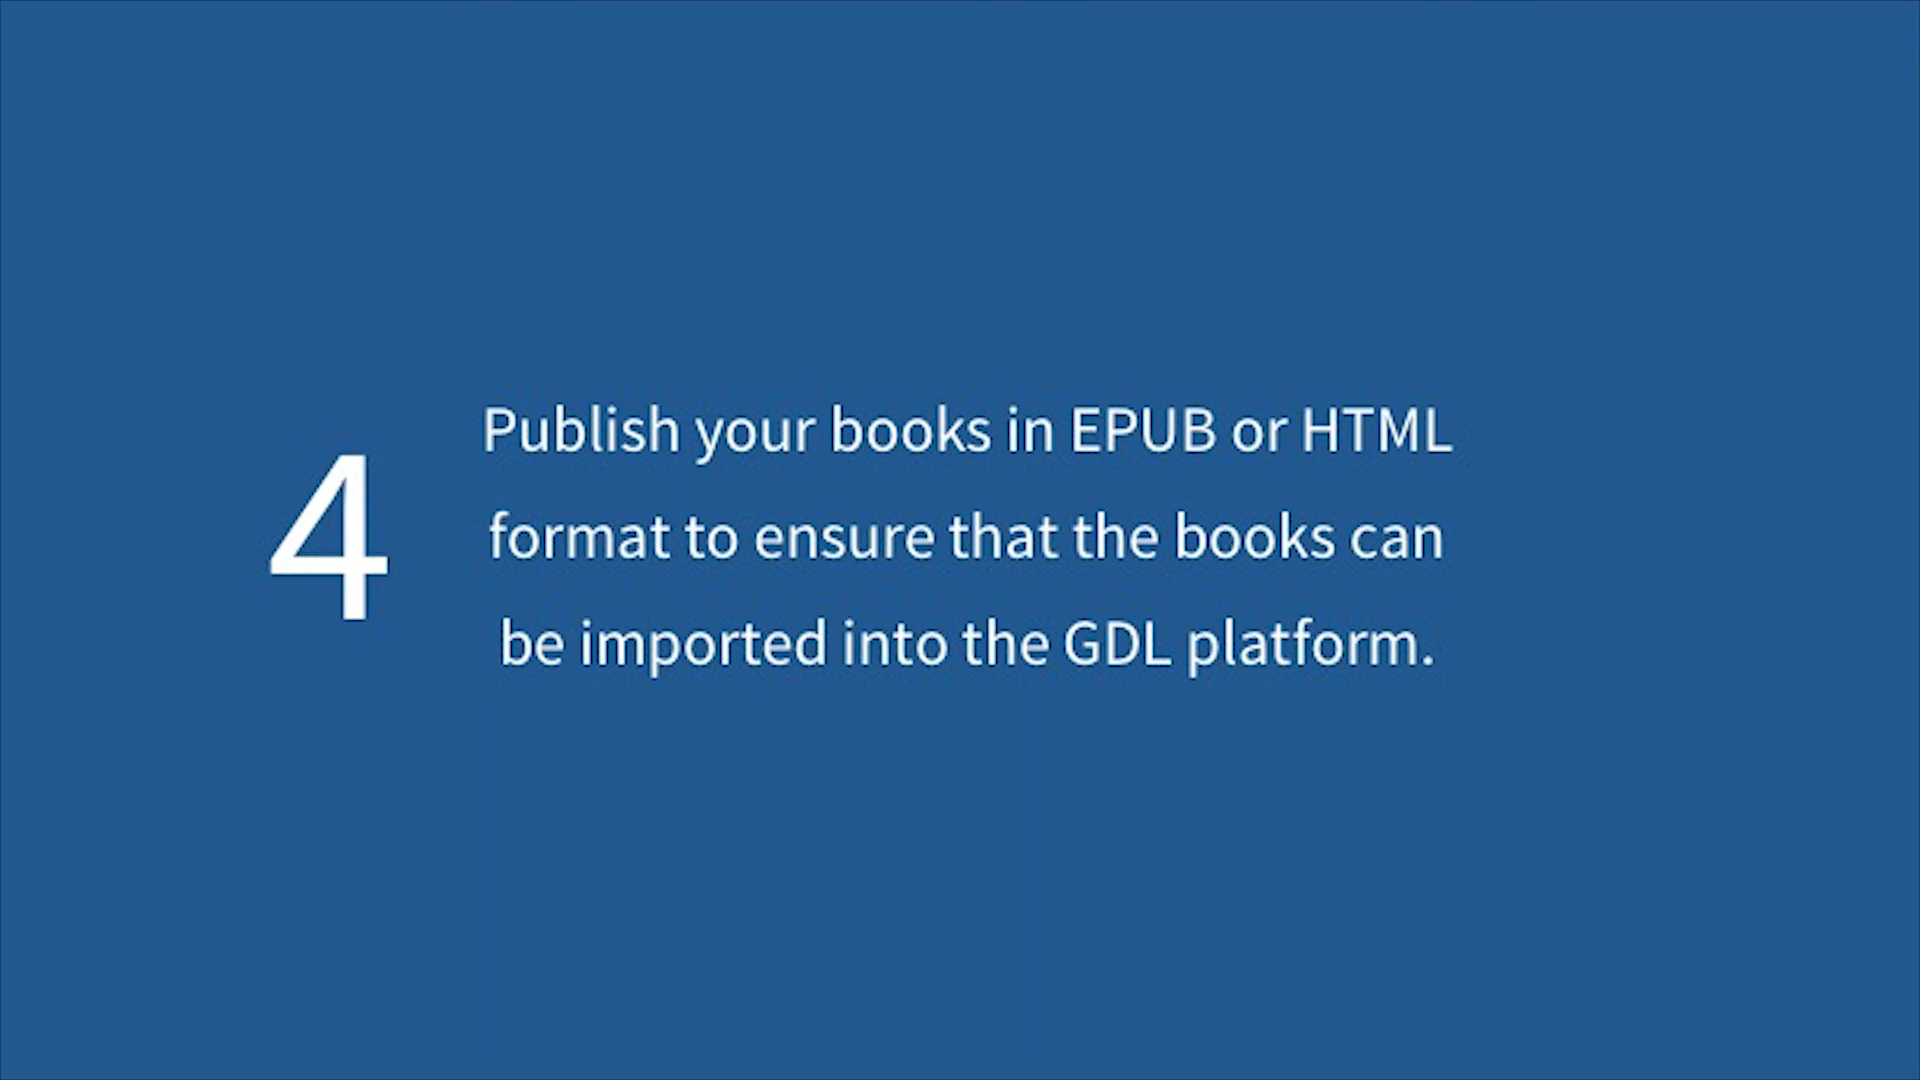 4
Publish your books in EPUB or HTML
format to ensure that the books can
be imported into the GDL platform.